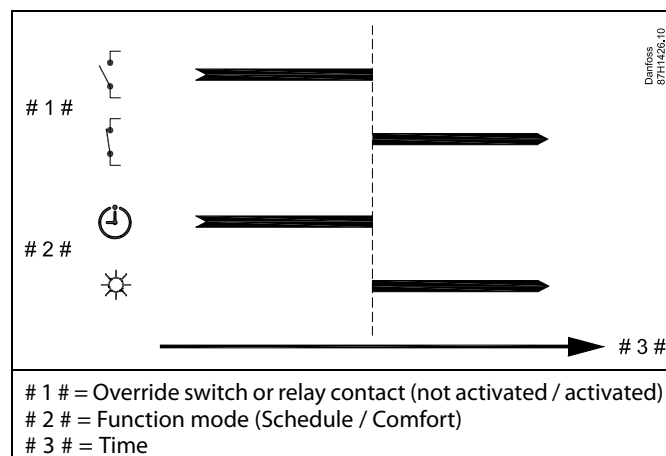 Danfoss
87H1426.10
# 1 #
# 2 #
# 3 #
# 1 # = Override switch or relay contact (not activated / activated)
# 2 # = Function mode (Schedule / Comfort)
# 3 # = Time